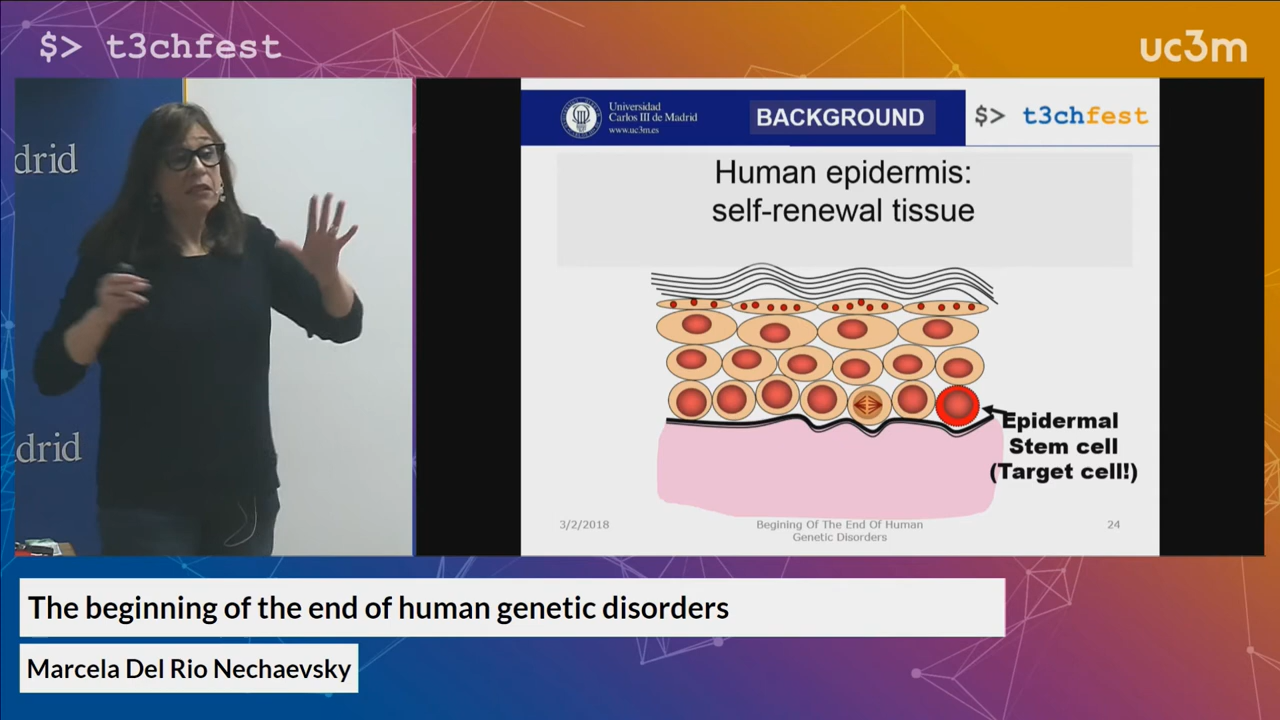 $> t3chfest
uc3m
drid
drid
Universidad
Carlos III de Madrid
www.uc3m.es
BACKGROUND
$> t3chfest
Human epidermis:
self-renewal tissue
Epidermal
Stem cell
(Target cell!)
3/2/2018
Begining Of The End Of Human
Genetic Disorders
24
The beginning of the end of human genetic disorders
Marcela Del Rio Nechaevsky